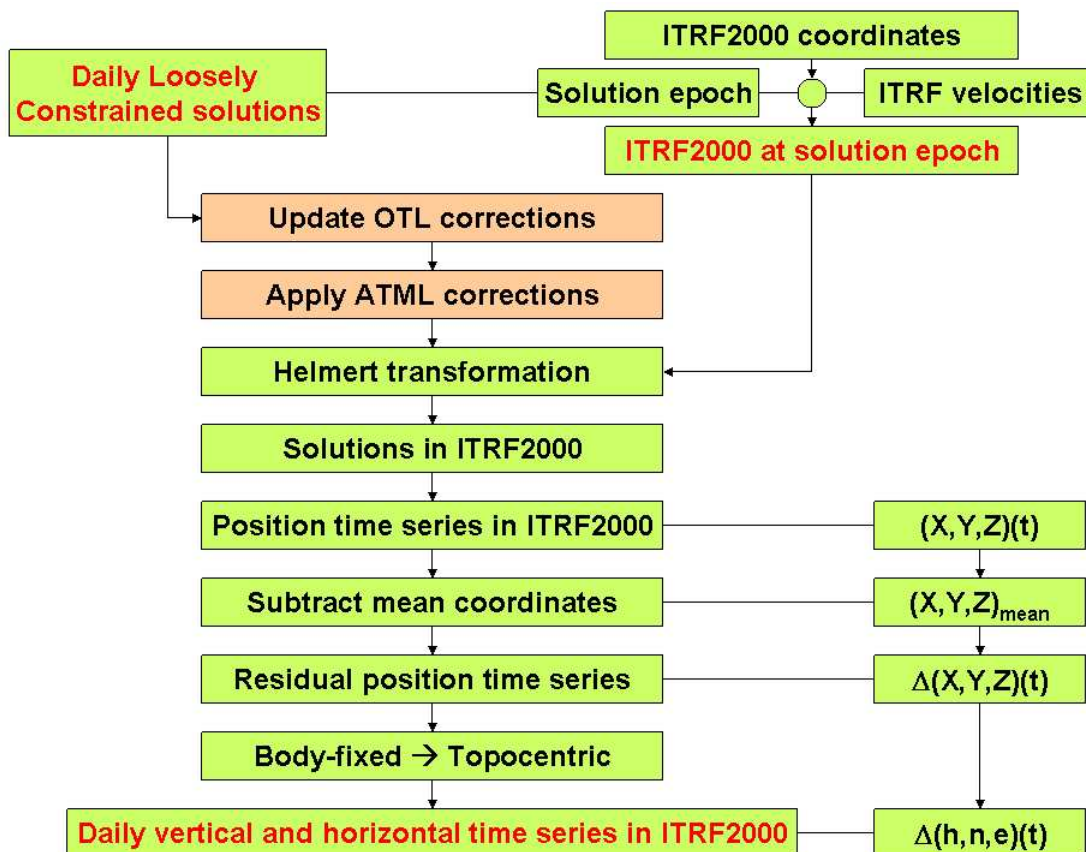 ITRF2000 coordinates
Daily Loosely
Constrained solutions
Solution epoch
ITRF velocities
ITRF2000 at solution epoch
Update OTL corrections
Apply ATML corrections
Helmert transformation
Solutions in ITRF2000
Position time series in ITRF2000
(X,Y,Z)(t)
Subtract mean coordinates
(X,Y,Z)mean
Residual position time series
Δ(X,Y,Z)(t)
Body-fixed → Topocentric
Daily vertical and horizontal time series in ITRF2000
Δ(h,n,e)(t)